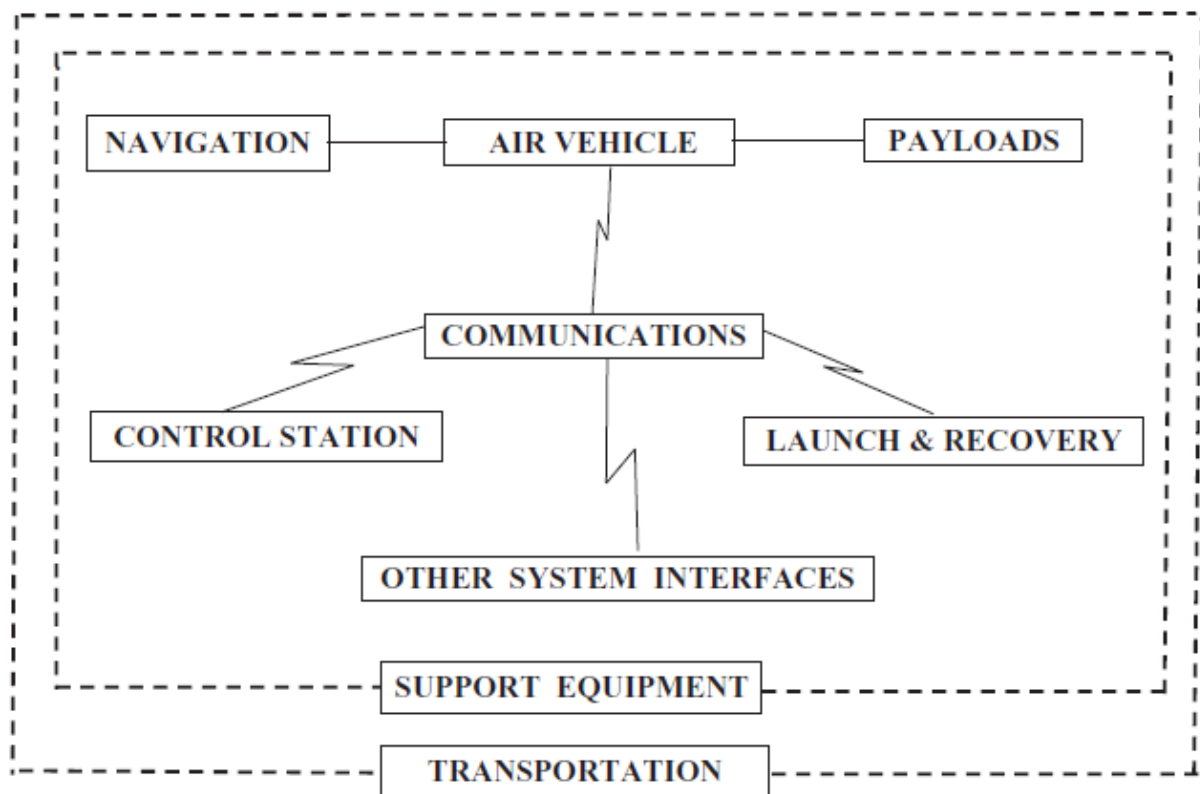 NAVIGATION
AIR VEHICLE
PAYLOADS
COMMUNICATIONS
CONTROL STATION
LAUNCH & RECOVERY
OTHER SYSTEM INTERFACES
SUPPORT EQUIPMENT
TRANSPORTATION